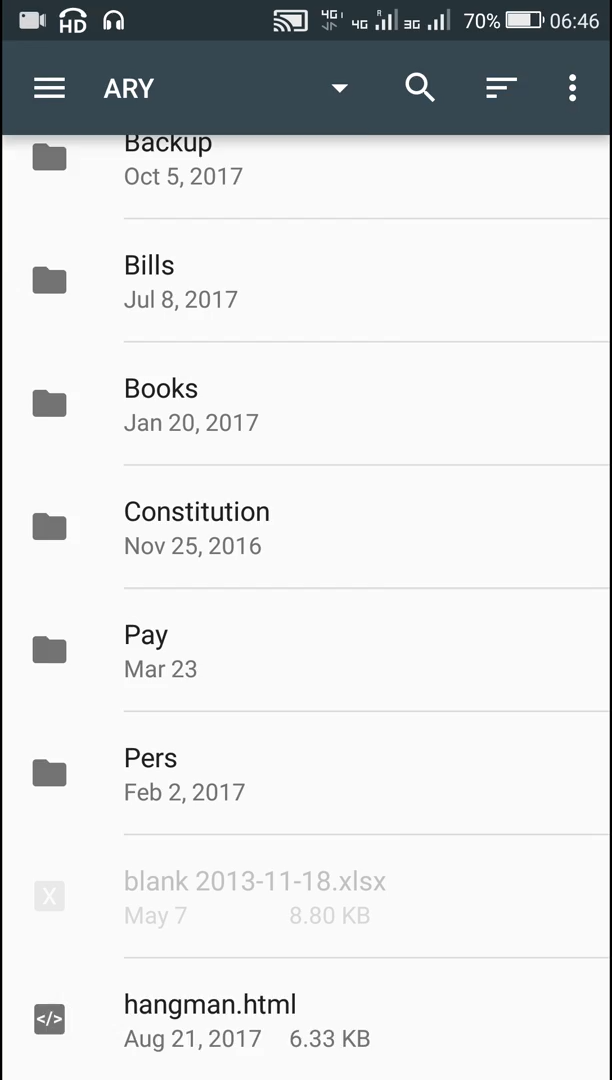 HD 4G 4G R 3G 70% 06:46
ARY
Backup
Oct 5, 2017
Bills
Jul 8, 2017
Books
Jan 20, 2017
Constitution
Nov 25, 2016
Pay
Mar 23
Pers
Feb 2, 2017
X blank 2013-11-18.xlsx
May 7 8.80 KB
</> hangman.html
Aug 21, 2017 6.33 KB